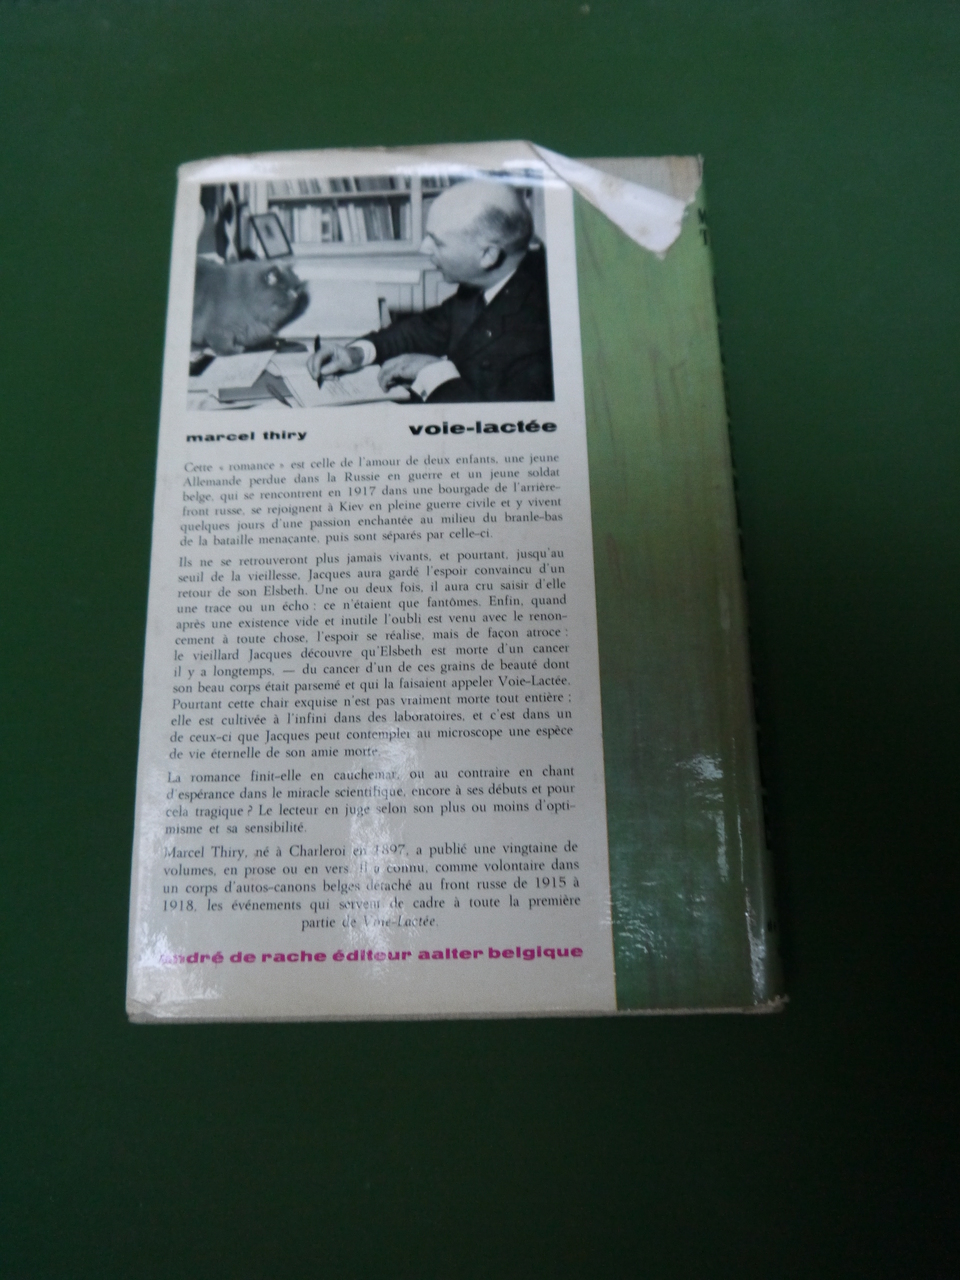 marcel thiry
voie-lactée
Cette « romance » est celle de l'amour de deux enfants, une jeune
Allemande perdue dans la Russie en guerre et un jeune soldat
belge, qui se rencontrent en 1917 dans une bourgade de l'arrière-
front russe, se rejoignent à Kiev en pleine guerre civile et y vivent
quelques jours d'une passion enchantée au milieu du branle-bas
de la bataille menaçante, puis sont séparés par celle-ci.
Ils ne se retrouveront plus jamais vivants, et pourtant, jusqu'au
seuil de la vieillesse, Jacques aura gardé l'espoir convaincu d'un
retour de son Elsbeth. Une ou deux fois, il aura cru saisir d'elle
une trace ou un écho : ce n'étaient que fantômes. Enfin, quand
après une existence vide et inutile l'oubli est venu avec le renon-
cement à toute chose, l'espoir se réalise, mais de façon atroce :
le vieillard Jacques découvre qu'Elsbeth est morte d'un cancer
il y a longtemps, — du cancer d'un de ces grains de beauté dont
son beau corps était parsemé et qui la faisaient appeler Voie-Lactée.
Pourtant cette chair exquise n'est pas vraiment morte tout entière ;
elle est cultivée à l'infini dans des laboratoires, et c'est dans un
de ceux-ci que Jacques peut contempler au microscope une espèce
de vie éternelle de son amie morte.
La romance finit-elle en cauchemar, ou au contraire en chant
d'espérance dans le miracle scientifique, encore à ses débuts et pour
cela tragique ? Le lecteur en juge selon son plus ou moins d'opti-
misme et sa sensibilité.
Marcel Thiry, né à Charleroi en 1897, a publié une vingtaine de
volumes, en prose ou en vers. Il a connu, comme volontaire dans
un corps d'autos-canons belges détaché au front russe de 1915 à
1918, les événements qui servent de cadre à toute la première
partie de Voie-Lactée.
andré de rache éditeur aalter belgique